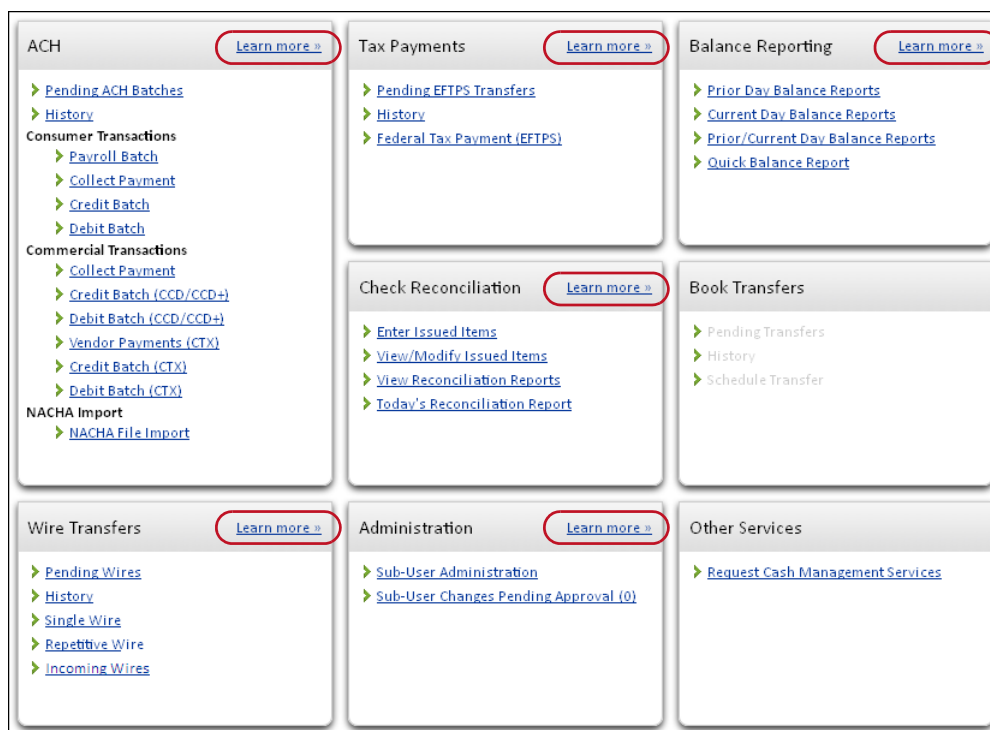 ACH Learn more »
Pending ACH Batches
History
Consumer Transactions
Payroll Batch
Collect Payment
Credit Batch
Debit Batch
Commercial Transactions
Collect Payment
Credit Batch (CCD/CCD+)
Debit Batch (CCD/CCD+)
Vendor Payments (CTX)
Credit Batch (CTX)
Debit Batch (CTX)
NACHA Import
NACHA File Import
Tax Payments Learn more »
Pending EFTPS Transfers
History
Federal Tax Payment (EFTPS)
Balance Reporting Learn more »
Prior Day Balance Reports
Current Day Balance Reports
Prior/Current Day Balance Reports
Quick Balance Report
Check Reconciliation Learn more »
Enter Issued Items
View/Modify Issued Items
View Reconciliation Reports
Today's Reconciliation Report
Book Transfers
Pending Transfers
History
Schedule Transfer
Wire Transfers Learn more »
Pending Wires
History
Single Wire
Repetitive Wire
Incoming Wires
Administration Learn more »
Sub-User Administration
Sub-User Changes Pending Approval (0)
Other Services
Request Cash Management Services